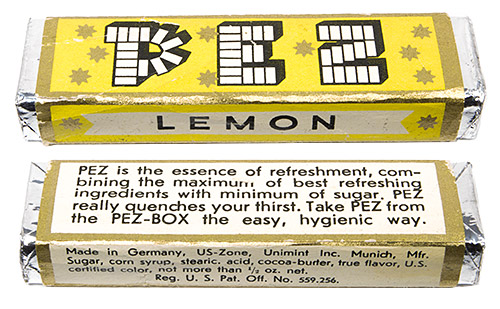 PEZ
LEMON
PEZ is the essence of refreshment, com-
bining the maximum of best refreshing
ingredients with minimum of sugar. PEZ
really quenches your thirst. Take PEZ from
the PEZ-BOX the easy, hygienic way.
Made in Germany, US-Zone, Unimint Inc. Munich, Mfr.
Sugar, corn syrup, stearic. acid, cocoa-burter, true flavor, U.S.
certified color, not more than ½ oz. net.
Reg. U. S. Pat. Off. No. 559.256.